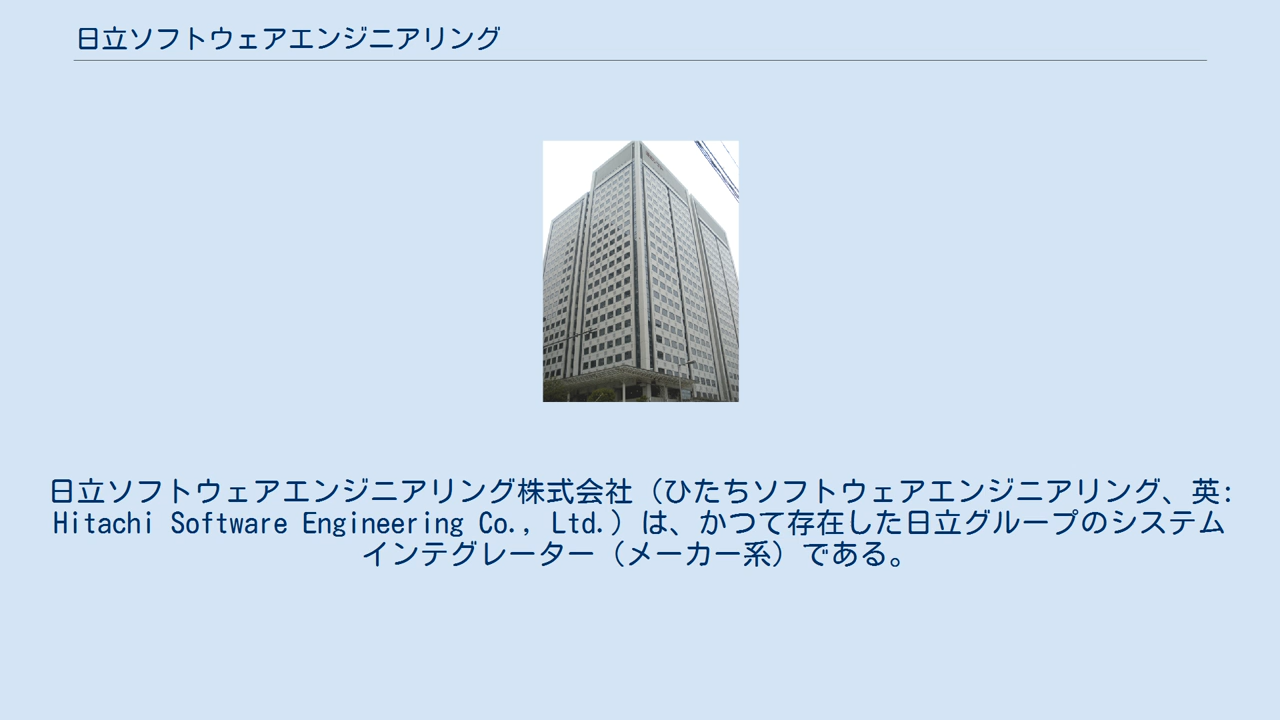 日立ソフトウェアエンジニアリング
日立ソフトウェアエンジニアリング株式会社（ひたちソフトウェアエンジニアリング、英:
Hitachi Software Engineering Co., Ltd.）は、かつて存在した日立グループのシステム
インテグレーター（メーカー系）である。